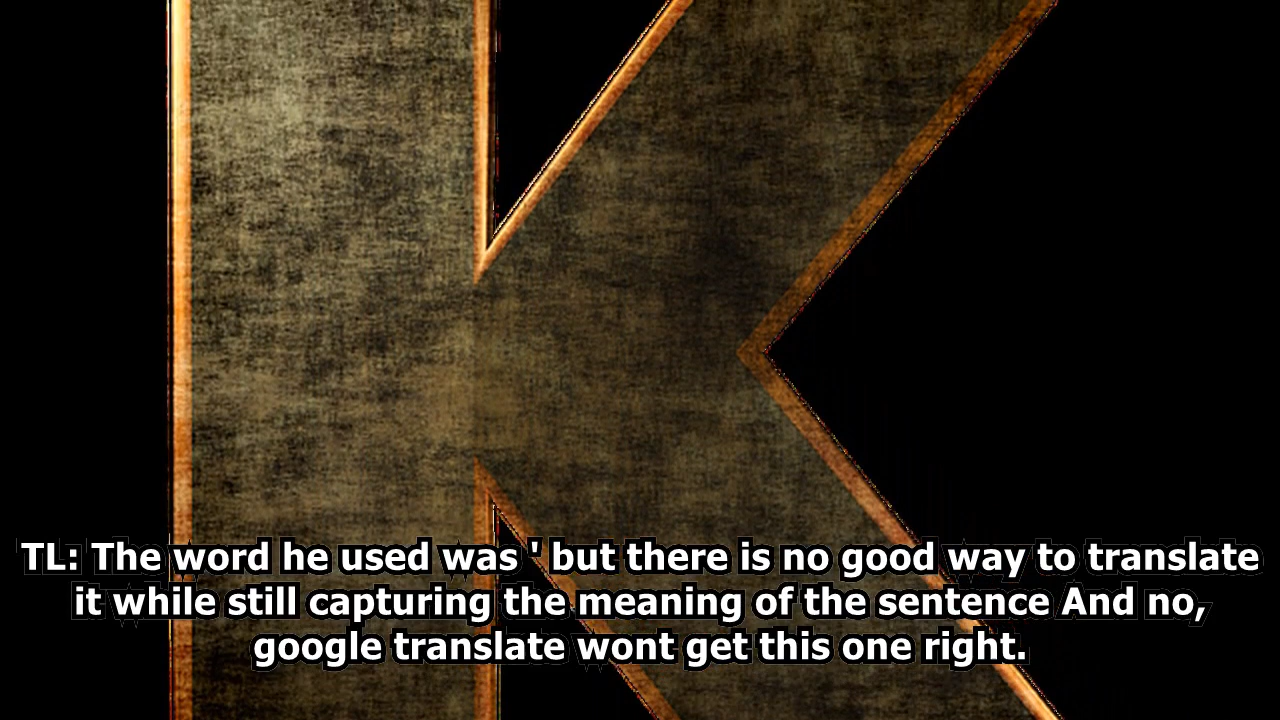 K
TL: The word he used was ' but there is no good way to translate
it while still capturing the meaning of the sentence And no,
google translate wont get this one right.